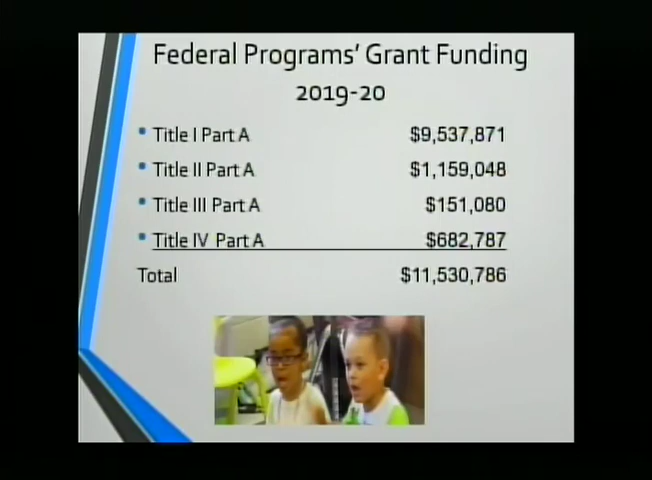 Federal Programs' Grant Funding
2019-20
• Title I Part A $9,537,871
• Title II Part A $1,159,048
• Title III Part A $151,080
• Title IV Part A $682,787
Total $11,530,786